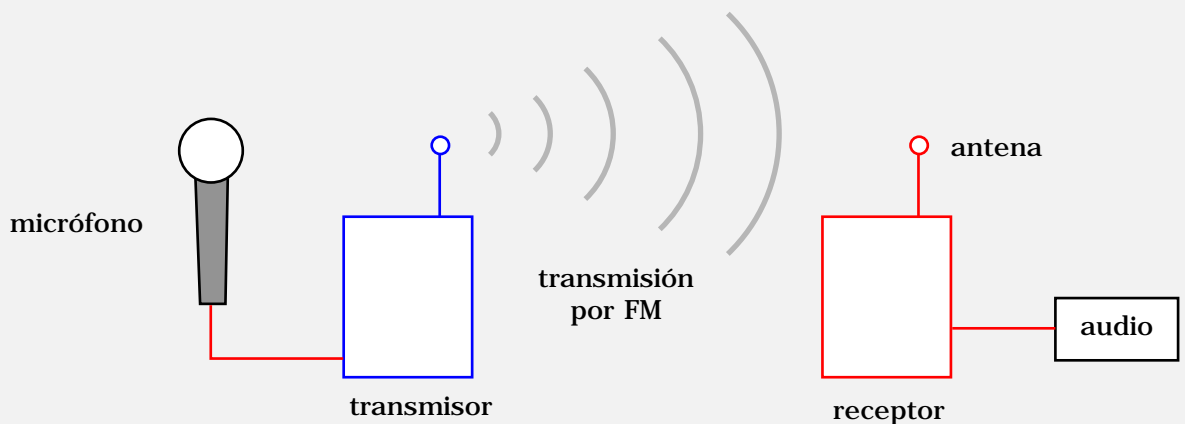 antena
micrófono
transmisión
por FM
audio
transmisor
receptor